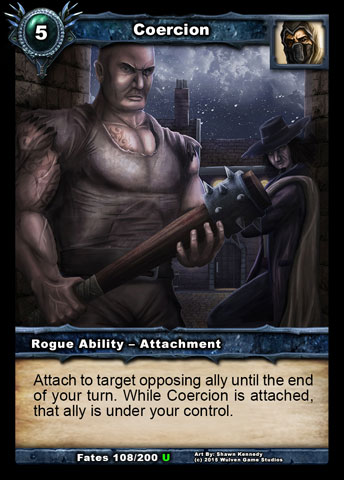 5
Coercion
Rogue Ability – Attachment
Attach to target opposing ally until the end
of your turn. While Coercion is attached,
that ally is under your control.
Fates 108/200 U
Art By: Shawn Kennedy
(c) 2015 Wulven Game Studios